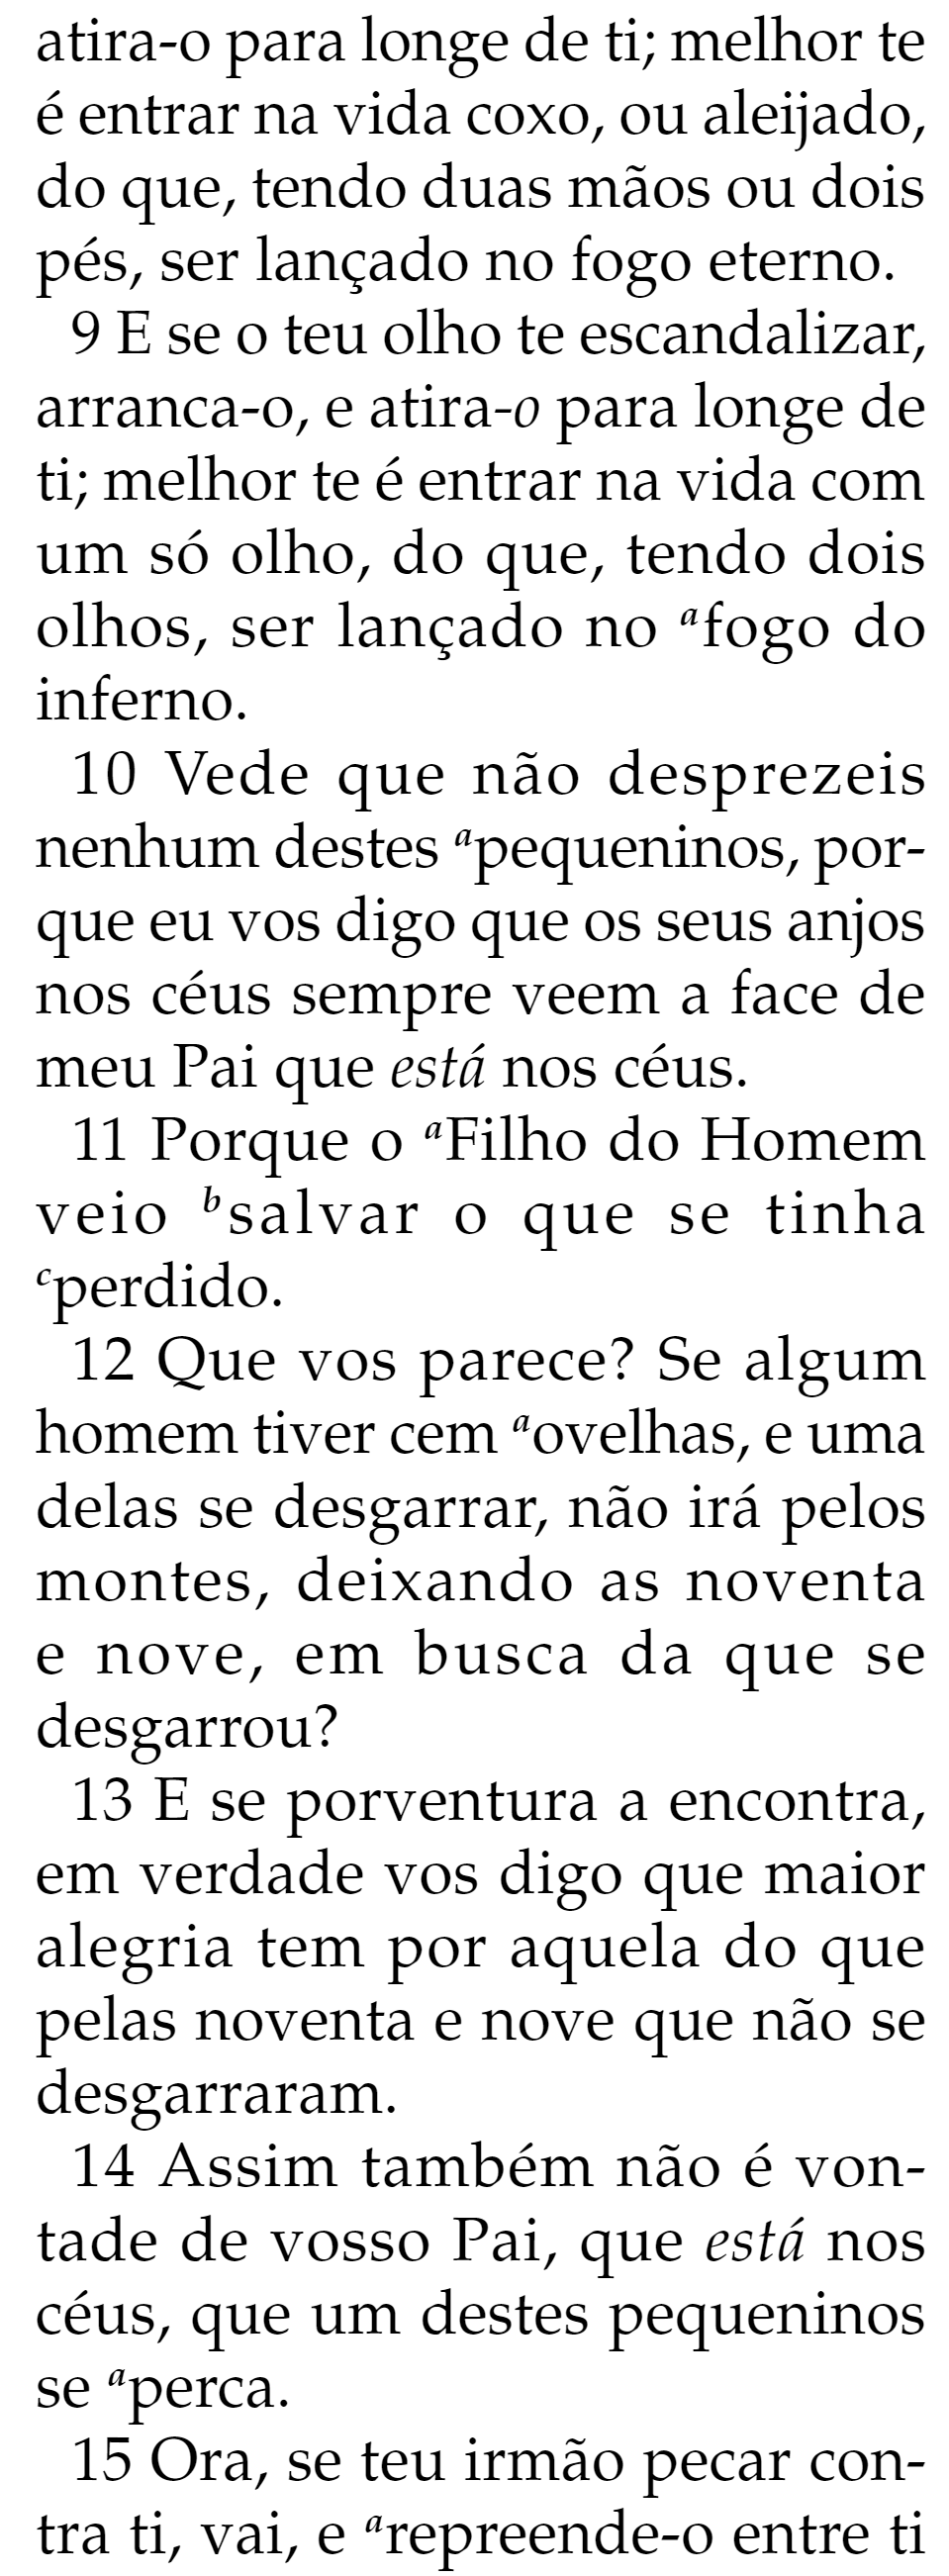 atira-o para longe de ti; melhor te
é entrar na vida coxo, ou aleijado,
do que, tendo duas mãos ou dois
pés, ser lançado no fogo eterno.
9 E se o teu olho te escandalizar,
arranca-o, e atira-o para longe de
ti; melhor te é entrar na vida com
um só olho, do que, tendo dois
olhos, ser lançado no ᵃfogo do
inferno.
10 Vede que não desprezeis
nenhum destes ᵃpequeninos, por-
que eu vos digo que os seus anjos
nos céus sempre veem a face de
meu Pai que está nos céus.
11 Porque o ᵃFilho do Homem
veio ᵇsalvar o que se tinha
ᶜperdido.
12 Que vos parece? Se algum
homem tiver cem ᵃovelhas, e uma
delas se desgarrar, não irá pelos
montes, deixando as noventa
e nove, em busca da que se
desgarrou?
13 E se porventura a encontra,
em verdade vos digo que maior
alegria tem por aquela do que
pelas noventa e nove que não se
desgarraram.
14 Assim também não é von-
tade de vosso Pai, que está nos
céus, que um destes pequeninos
se ᵃperca.
15 Ora, se teu irmão pecar con-
tra ti, vai, e ᵃrepreende-o entre ti